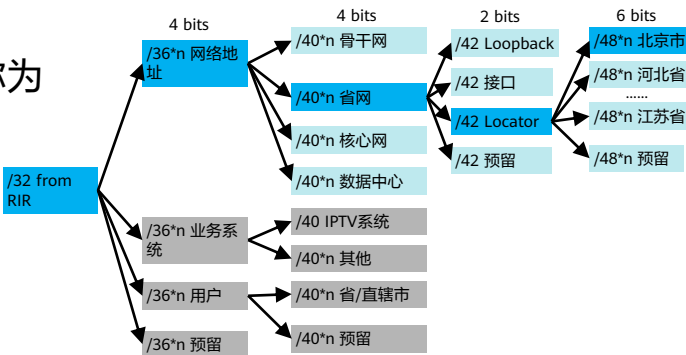 4 bits
4 bits
2 bits
6 bits
为
/32 from
RIR
/36*n 网络地
址
/36*n 业务系
统
/36*n 用户
/36*n 预留
/40*n 骨干网
/40*n 省网
/40*n 核心网
/40*n 数据中心
/40 IPTV系统
/40*n 其他
/40*n 省/直辖市
/40*n 预留
/42 Loopback
/42 接口
/42 Locator
/42 预留
/48*n 北京市
/48*n 河北省
......
/48*n 江苏省
/48*n 预留